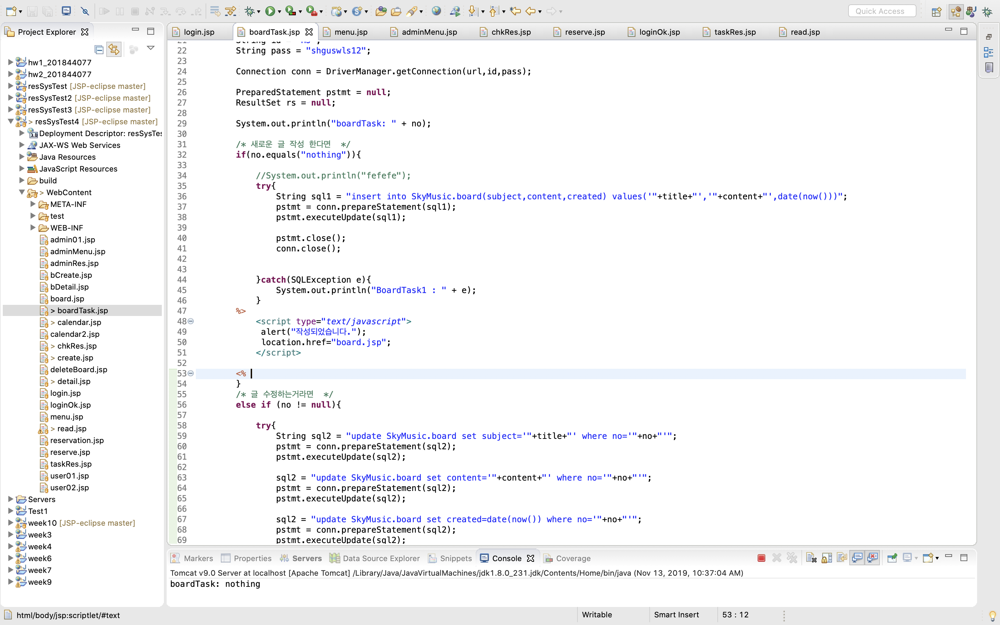 Quick Access
Project Explorer
login.jsp
boardTask.jsp
menu.jsp
adminMenu.jsp
chkRes.jsp
reserve.jsp
loginOk.jsp
taskRes.jsp
read.jsp
hw1_201844077
hw2_201844077
resSysTest [JSP-eclipse master]
resSysTest2 [JSP-eclipse master]
resSysTest3 [JSP-eclipse master]
> resSysTest4 [JSP-eclipse master]
Deployment Descriptor: resSysTes
JAX-WS Web Services
Java Resources
JavaScript Resources
build
> WebContent
META-INF
test
WEB-INF
admin01.jsp
adminMenu.jsp
adminRes.jsp
bCreate.jsp
bDetail.jsp
board.jsp
> boardTask.jsp
> calendar.jsp
calendar2.jsp
> chkRes.jsp
> create.jsp
deleteBoard.jsp
> detail.jsp
login.jsp
loginOk.jsp
menu.jsp
> read.jsp
reservation.jsp
reserve.jsp
taskRes.jsp
user01.jsp
user02.jsp
Servers
Test1
week10 [JSP-eclipse master]
week3
week4
week6
week7
week9
22 String pass = "shguswls12";
23
24 Connection conn = DriverManager.getConnection(url,id,pass);
25
26 PreparedStatement pstmt = null;
27 ResultSet rs = null;
28
29 System.out.println("boardTask: " + no);
30
31 /* 새로운 글 작성 한다면  */
32 if(no.equals("nothing")){
33
34 //System.out.println("fefefe");
35 try{
36 String sql1 = "insert into SkyMusic.board(subject,content,created) values('"+title+"','"+content+"',date(now()))";
37 pstmt = conn.prepareStatement(sql1);
38 pstmt.executeUpdate(sql1);
39
40 pstmt.close();
41 conn.close();
42
43
44 }catch(SQLException e){
45 System.out.println("BoardTask1 : " + e);
46 }
47 %>
48 <script type="text/javascript">
49 alert("작성되었습니다.");
50 location.href="board.jsp";
51 </script>
52
53 <%
54 }
55 /* 글 수정하는거라면  */
56 else if (no != null){
57
58 try{
59 String sql2 = "update SkyMusic.board set subject='"+title+"' where no='"+no+"'";
60 pstmt = conn.prepareStatement(sql2);
61 pstmt.executeUpdate(sql2);
62
63 sql2 = "update SkyMusic.board set content='"+content+"' where no='"+no+"'";
64 pstmt = conn.prepareStatement(sql2);
65 pstmt.executeUpdate(sql2);
66
67 sql2 = "update SkyMusic.board set created=date(now()) where no='"+no+"'";
68 pstmt = conn.prepareStatement(sql2);
69 pstmt.executeUpdate(sql2);
Markers
Properties
Servers
Data Source Explorer
Snippets
Console
Coverage
Tomcat v9.0 Server at localhost [Apache Tomcat] /Library/Java/JavaVirtualMachines/jdk1.8.0_231.jdk/Contents/Home/bin/java (Nov 13, 2019, 10:37:04 AM)
boardTask: nothing
html/body/jsp:scriptlet/#text
Writable
Smart Insert
53 : 12